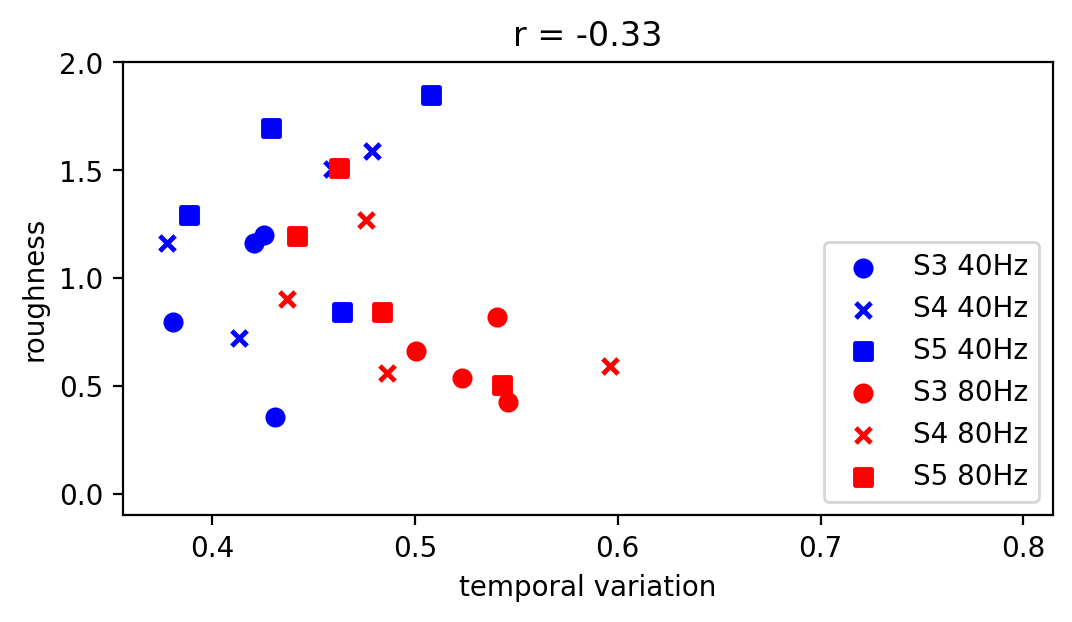 r = -0.33
roughness
2.0
1.5
1.0
0.5
0.0
S3 40Hz
S4 40Hz
S5 40Hz
S3 80Hz
S4 80Hz
S5 80Hz
0.4 0.5 0.6 0.7 0.8
temporal variation